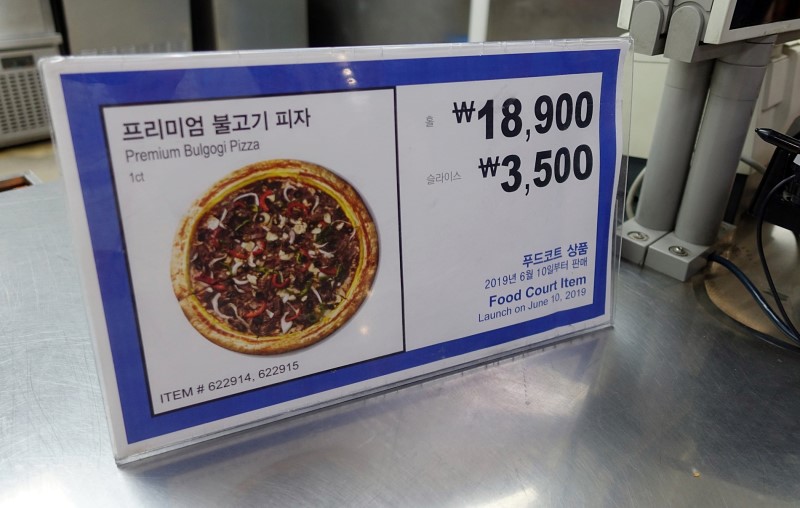 프리미엄 불고기 피자
Premium Bulgogi Pizza
1ct
ITEM # 622914, 622915
홀 ₩18,900
슬라이스 ₩3,500
푸드코트 상품
2019년 6월 10일부터 판매
Food Court Item
Launch on June 10, 2019